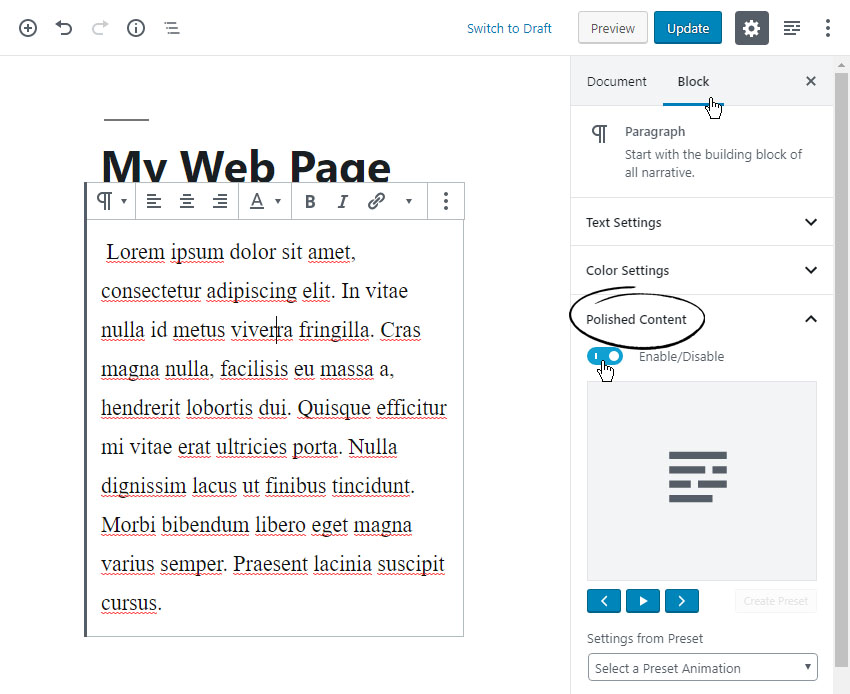 Switch to Draft
Preview
Update
Document
Block
My Web Page
A
B
I
Lorem ipsum dolor sit amet,
consectetur adipiscing elit. In vitae
nulla id metus viverra fringilla. Cras
magna nulla, facilisis eu massa a,
hendrerit lobortis dui. Quisque efficitur
mi vitae erat ultricies porta. Nulla
dignissim lacus ut finibus tincidunt.
Morbi bibendum libero eget magna
varius semper. Praesent lacinia suscipit
cursus.
Paragraph
Start with the building block of
all narrative.
Text Settings
Color Settings
Polished Content
Enable/Disable
Create Preset
Settings from Preset
Select a Preset Animation